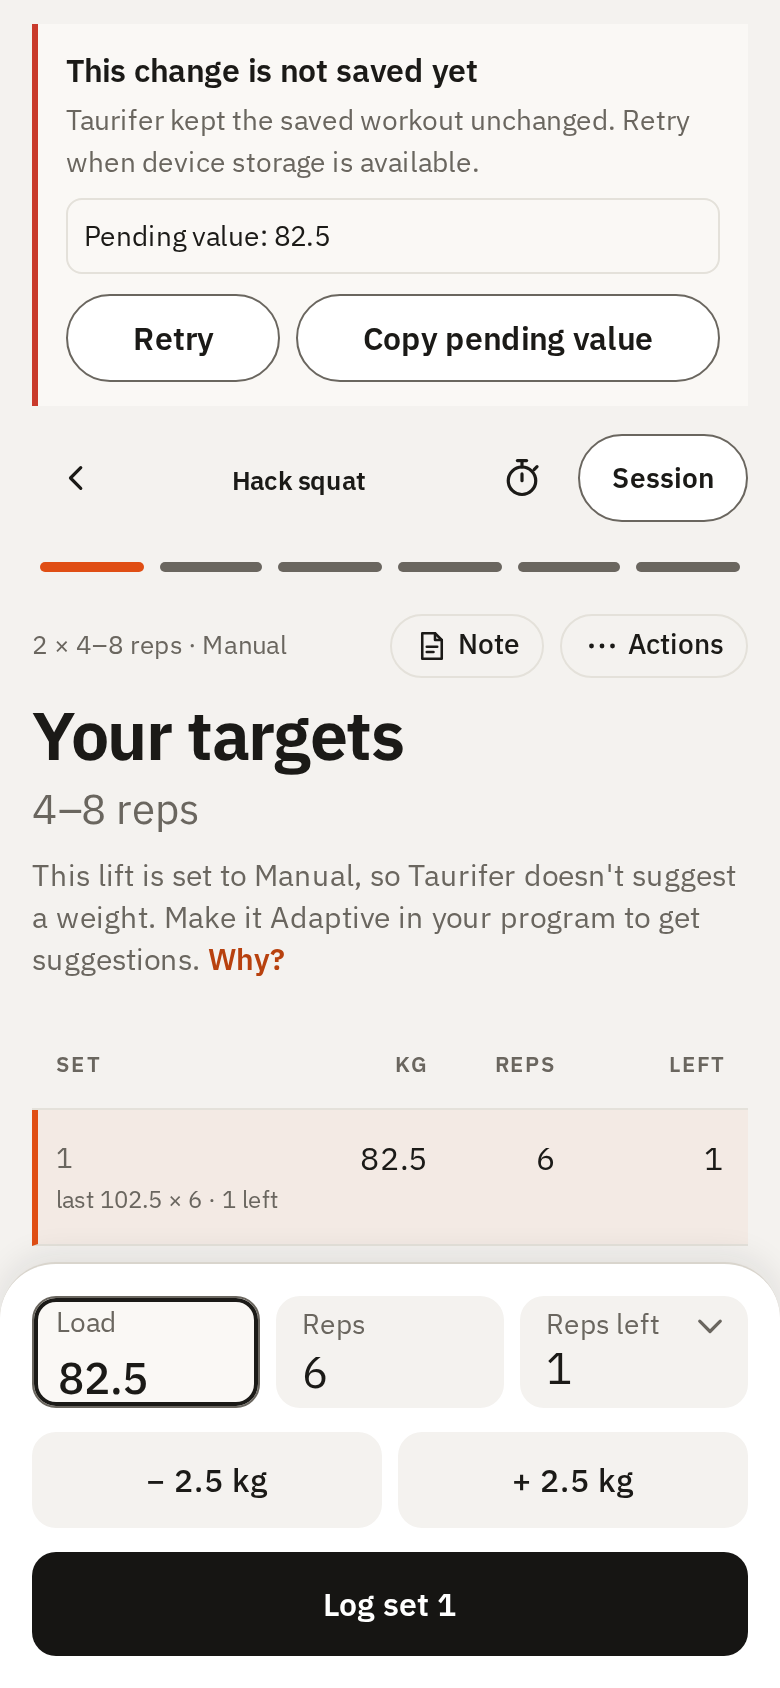 This change is not saved yet
Taurifer kept the saved workout unchanged. Retry
when device storage is available.
Pending value: 82.5
Retry
Copy pending value
Hack squat
Session
2 × 4–8 reps · Manual
Note
Actions
Your targets
4–8 reps
This lift is set to Manual, so Taurifer doesn't suggest
a weight. Make it Adaptive in your program to get
suggestions. Why?
SET KG REPS LEFT
1 82.5 6 1
last 102.5 × 6 · 1 left
Load
82.5
Reps
6
Reps left
1
− 2.5 kg
+ 2.5 kg
Log set 1